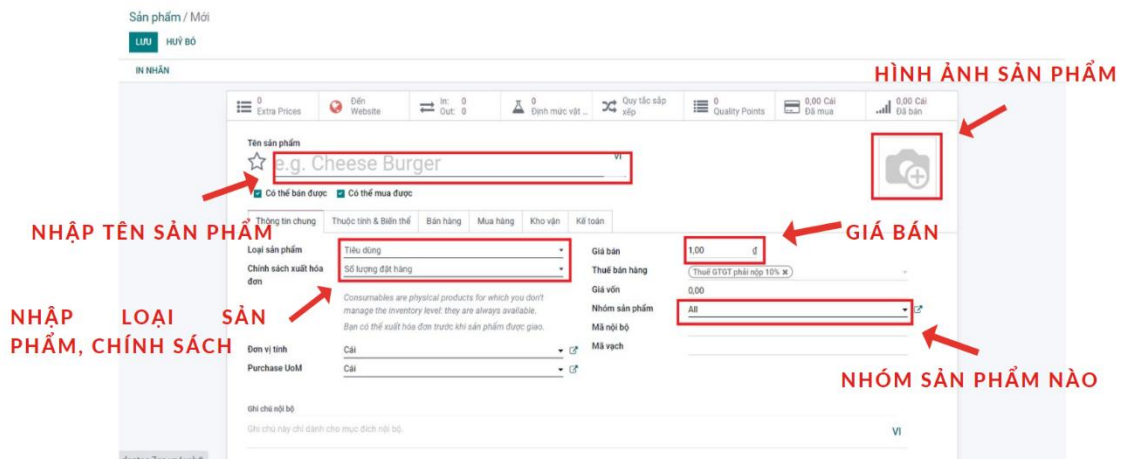 Sản phẩm / Mới
LƯU HUỶ BỎ
IN NHÃN
HÌNH ẢNH SẢN PHẨM
0 Extra Prices
Đến Website
In: 0
Out: 0
0 Định mức vật ...
Quy tắc sắp xếp
0 Quality Points
0,00 Cái Đã mua
0,00 Cái Đã bán
Tên sản phẩm
e.g. Cheese Burger
VI
Có thể bán được Có thể mua được
NHẬP TÊN SẢN PHẨM
GIÁ BÁN
Thông tin chung Thuộc tính & Biến thể Bán hàng Mua hàng Kho vận Kế toán
Loại sản phẩm Tiêu dùng
Chính sách xuất hóa đơn Số lượng đặt hàng
Consumables are physical products for which you don't
manage the inventory level: they are always available.
Bạn có thể xuất hóa đơn trước khi sản phẩm được giao.
Đơn vị tính Cái
Purchase UoM Cái
Giá bán 1,00 đ
Thuế bán hàng Thuế GTGT phải nộp 10% ×
Giá vốn 0,00
Nhóm sản phẩm All
Mã nội bộ
Mã vạch
NHẬP LOẠI SẢN
PHẨM, CHÍNH SÁCH
NHÓM SẢN PHẨM NÀO
Ghi chú nội bộ
Ghi chú này chỉ dành cho mục đích nội bộ.
VI